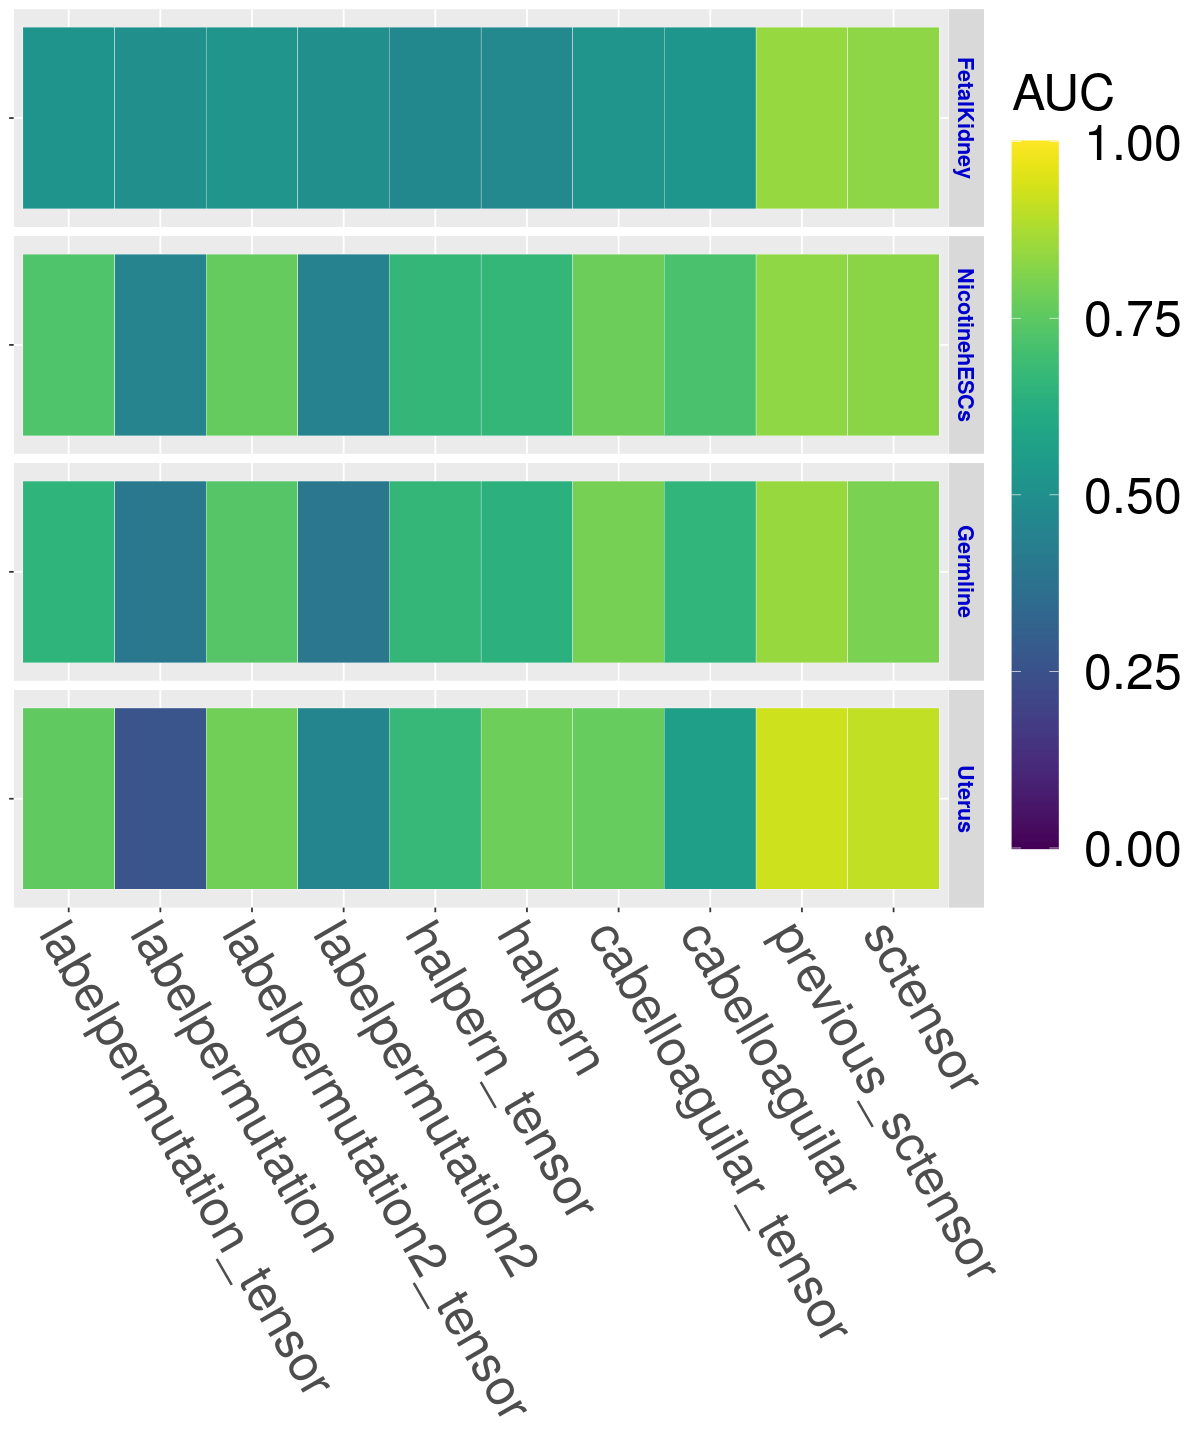 FetalKidney
NicotinehESCs
Germline
Uterus
AUC
1.00
0.75
0.50
0.25
0.00
labelpermutation_tensor
labelpermutation
labelpermutation2_tensor
labelpermutation2
halpern_tensor
halpern
cabelloaguilar_tensor
cabelloaguilar
previous_sctensor
sctensor